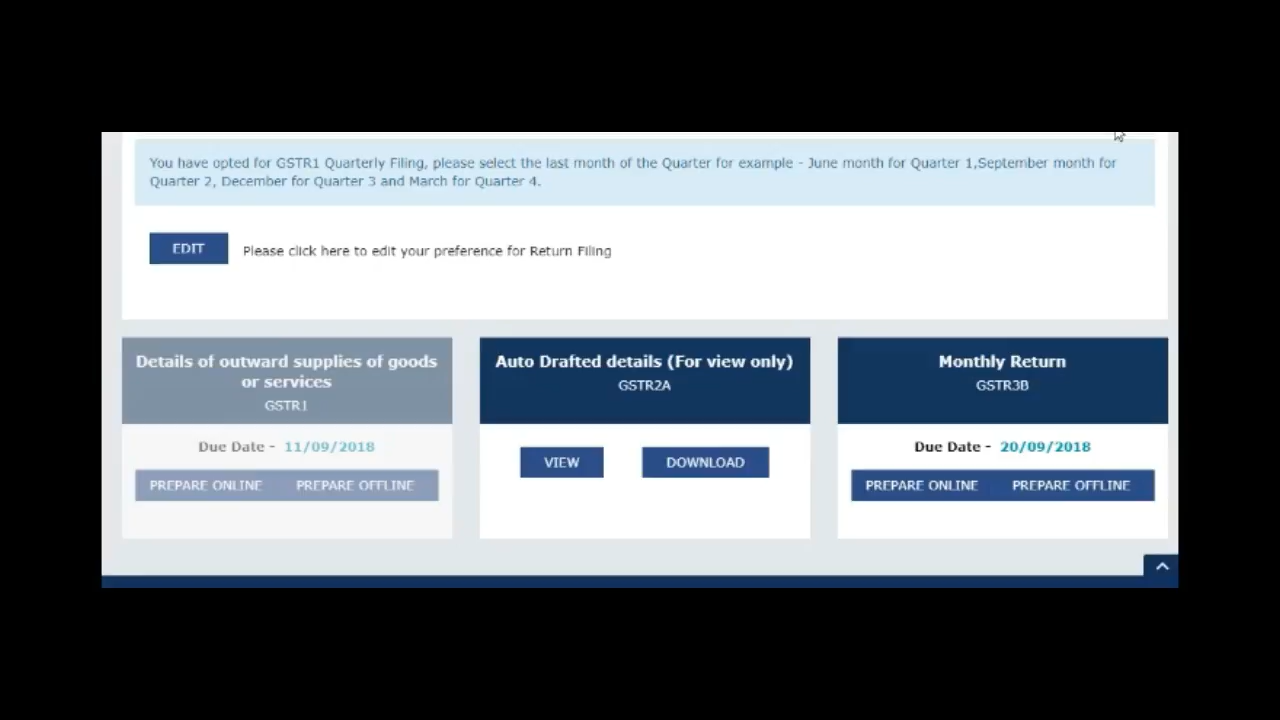 You have opted for GSTR1 Quarterly Filing, please select the last month of the Quarter for example - June month for Quarter 1,September month for
Quarter 2, December for Quarter 3 and March for Quarter 4.
EDIT Please click here to edit your preference for Return Filing
Details of outward supplies of goods
or services
GSTR1
Due Date - 11/09/2018
PREPARE ONLINE PREPARE OFFLINE
Auto Drafted details (For view only)
GSTR2A
VIEW DOWNLOAD
Monthly Return
GSTR3B
Due Date - 20/09/2018
PREPARE ONLINE PREPARE OFFLINE